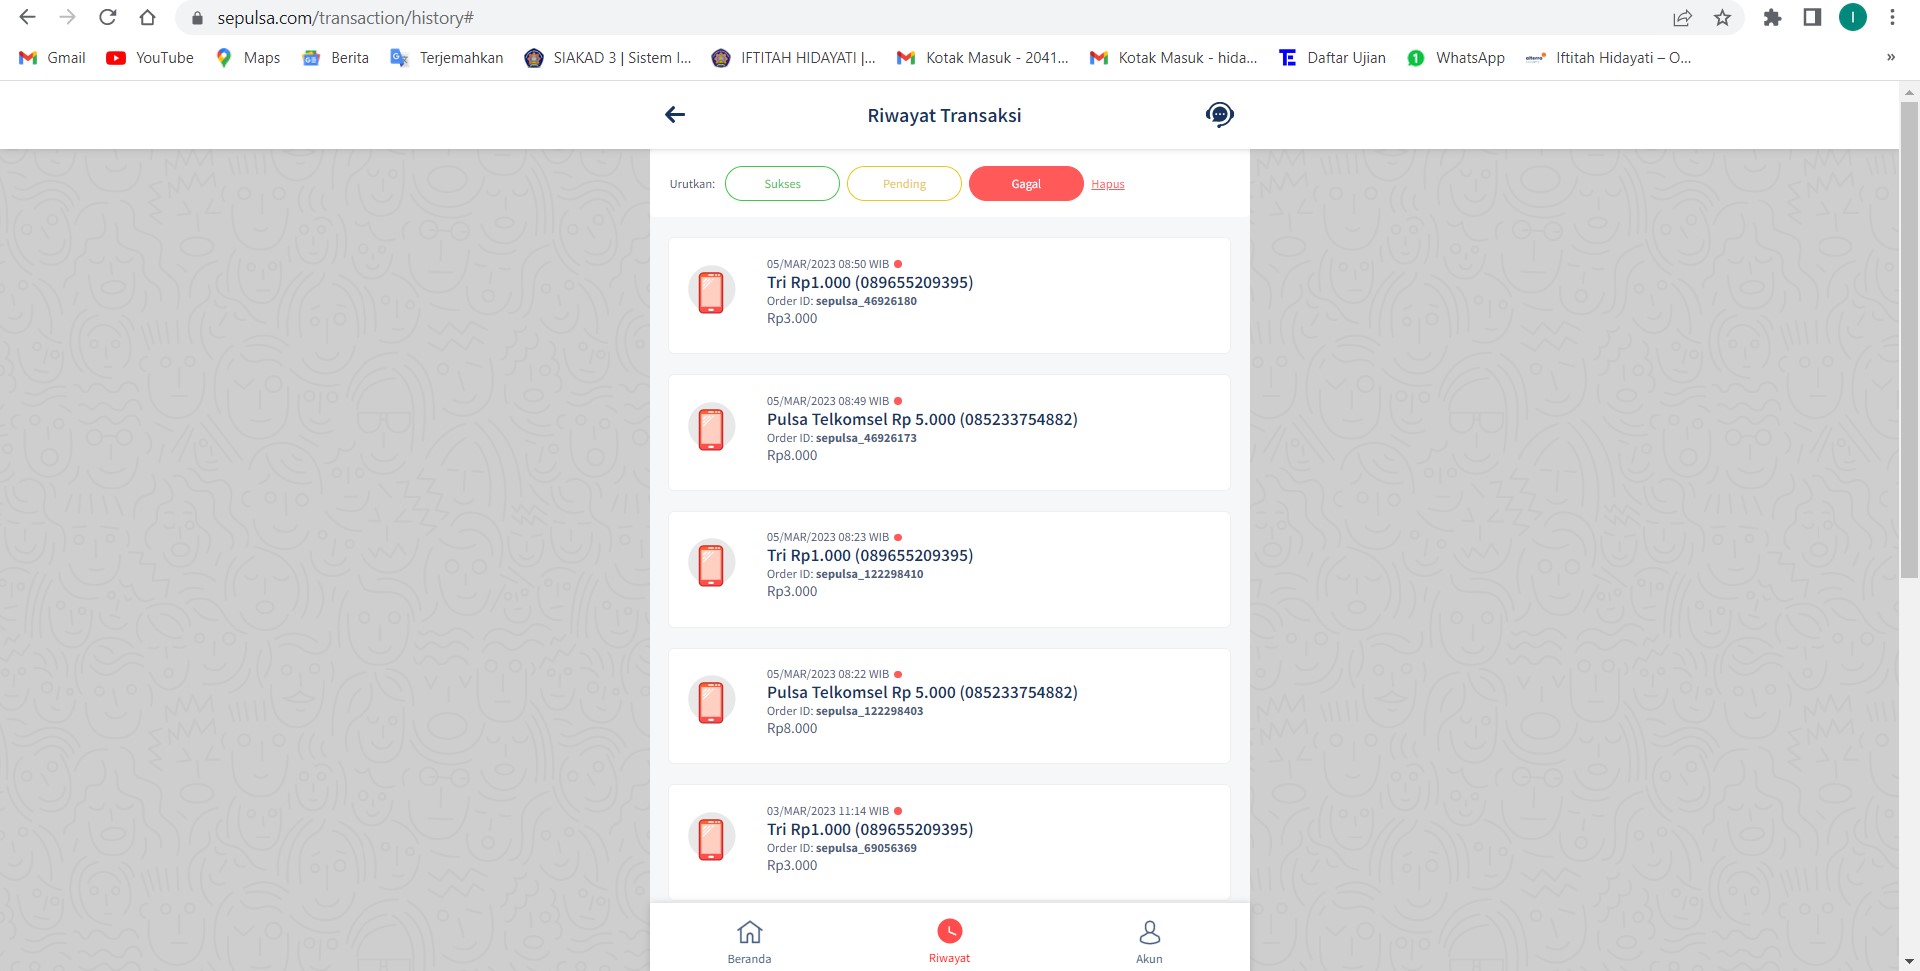 sepulsa.com/transaction/history#
I
Gmail
YouTube
Maps
Berita
Terjemahkan
SIAKAD 3 | Sistem I...
IFTITAH HIDAYATI |...
Kotak Masuk - 2041...
Kotak Masuk - hida...
Daftar Ujian
WhatsApp
Iftitah Hidayati – O...
»
Riwayat Transaksi
Urutkan:
Sukses
Pending
Gagal
Hapus
05/MAR/2023 08:50 WIB
Tri Rp1.000 (089655209395)
Order ID: sepulsa_46926180
Rp3.000
05/MAR/2023 08:49 WIB
Pulsa Telkomsel Rp 5.000 (085233754882)
Order ID: sepulsa_46926173
Rp8.000
05/MAR/2023 08:23 WIB
Tri Rp1.000 (089655209395)
Order ID: sepulsa_122298410
Rp3.000
05/MAR/2023 08:22 WIB
Pulsa Telkomsel Rp 5.000 (085233754882)
Order ID: sepulsa_122298403
Rp8.000
03/MAR/2023 11:14 WIB
Tri Rp1.000 (089655209395)
Order ID: sepulsa_69056369
Rp3.000
Beranda
Riwayat
Akun